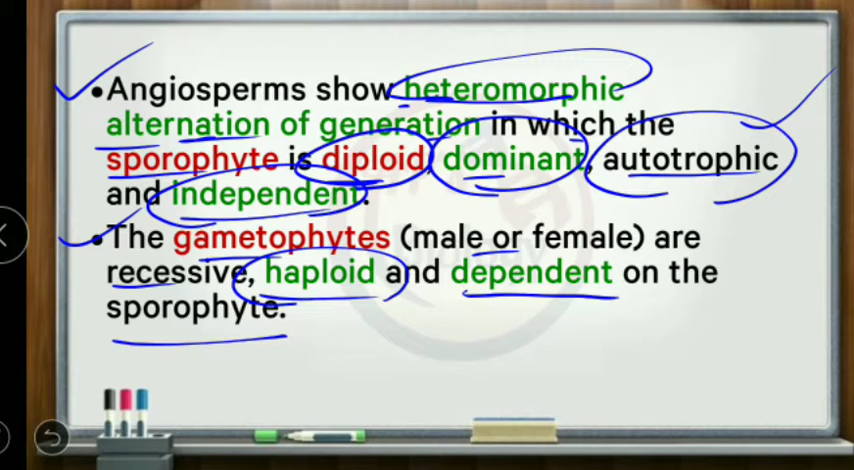 •Angiosperms show heteromorphic
alternation of generation in which the
sporophyte is diploid, dominant, autotrophic
and independent.
•The gametophytes (male or female) are
recessive, haploid and dependent on the
sporophyte.